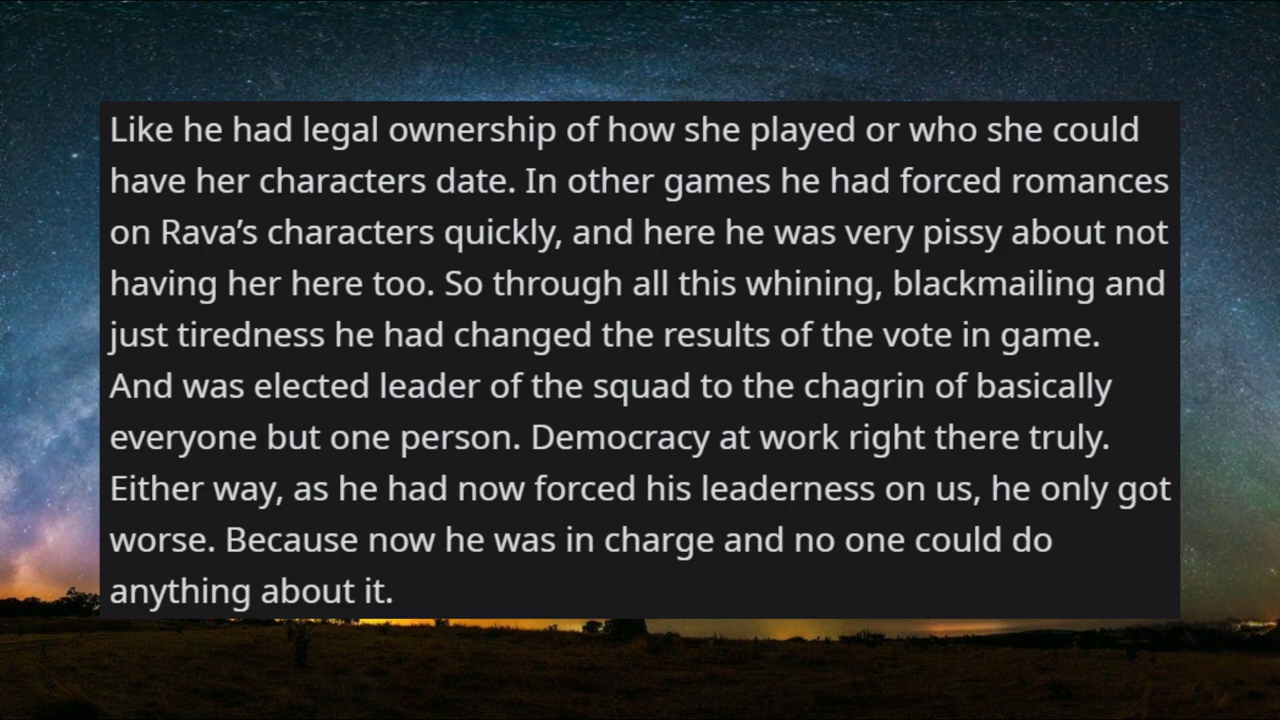 Like he had legal ownership of how she played or who she could
have her characters date. In other games he had forced romances
on Rava’s characters quickly, and here he was very pissy about not
having her here too. So through all this whining, blackmailing and
just tiredness he had changed the results of the vote in game.
And was elected leader of the squad to the chagrin of basically
everyone but one person. Democracy at work right there truly.
Either way, as he had now forced his leaderness on us, he only got
worse. Because now he was in charge and no one could do
anything about it.